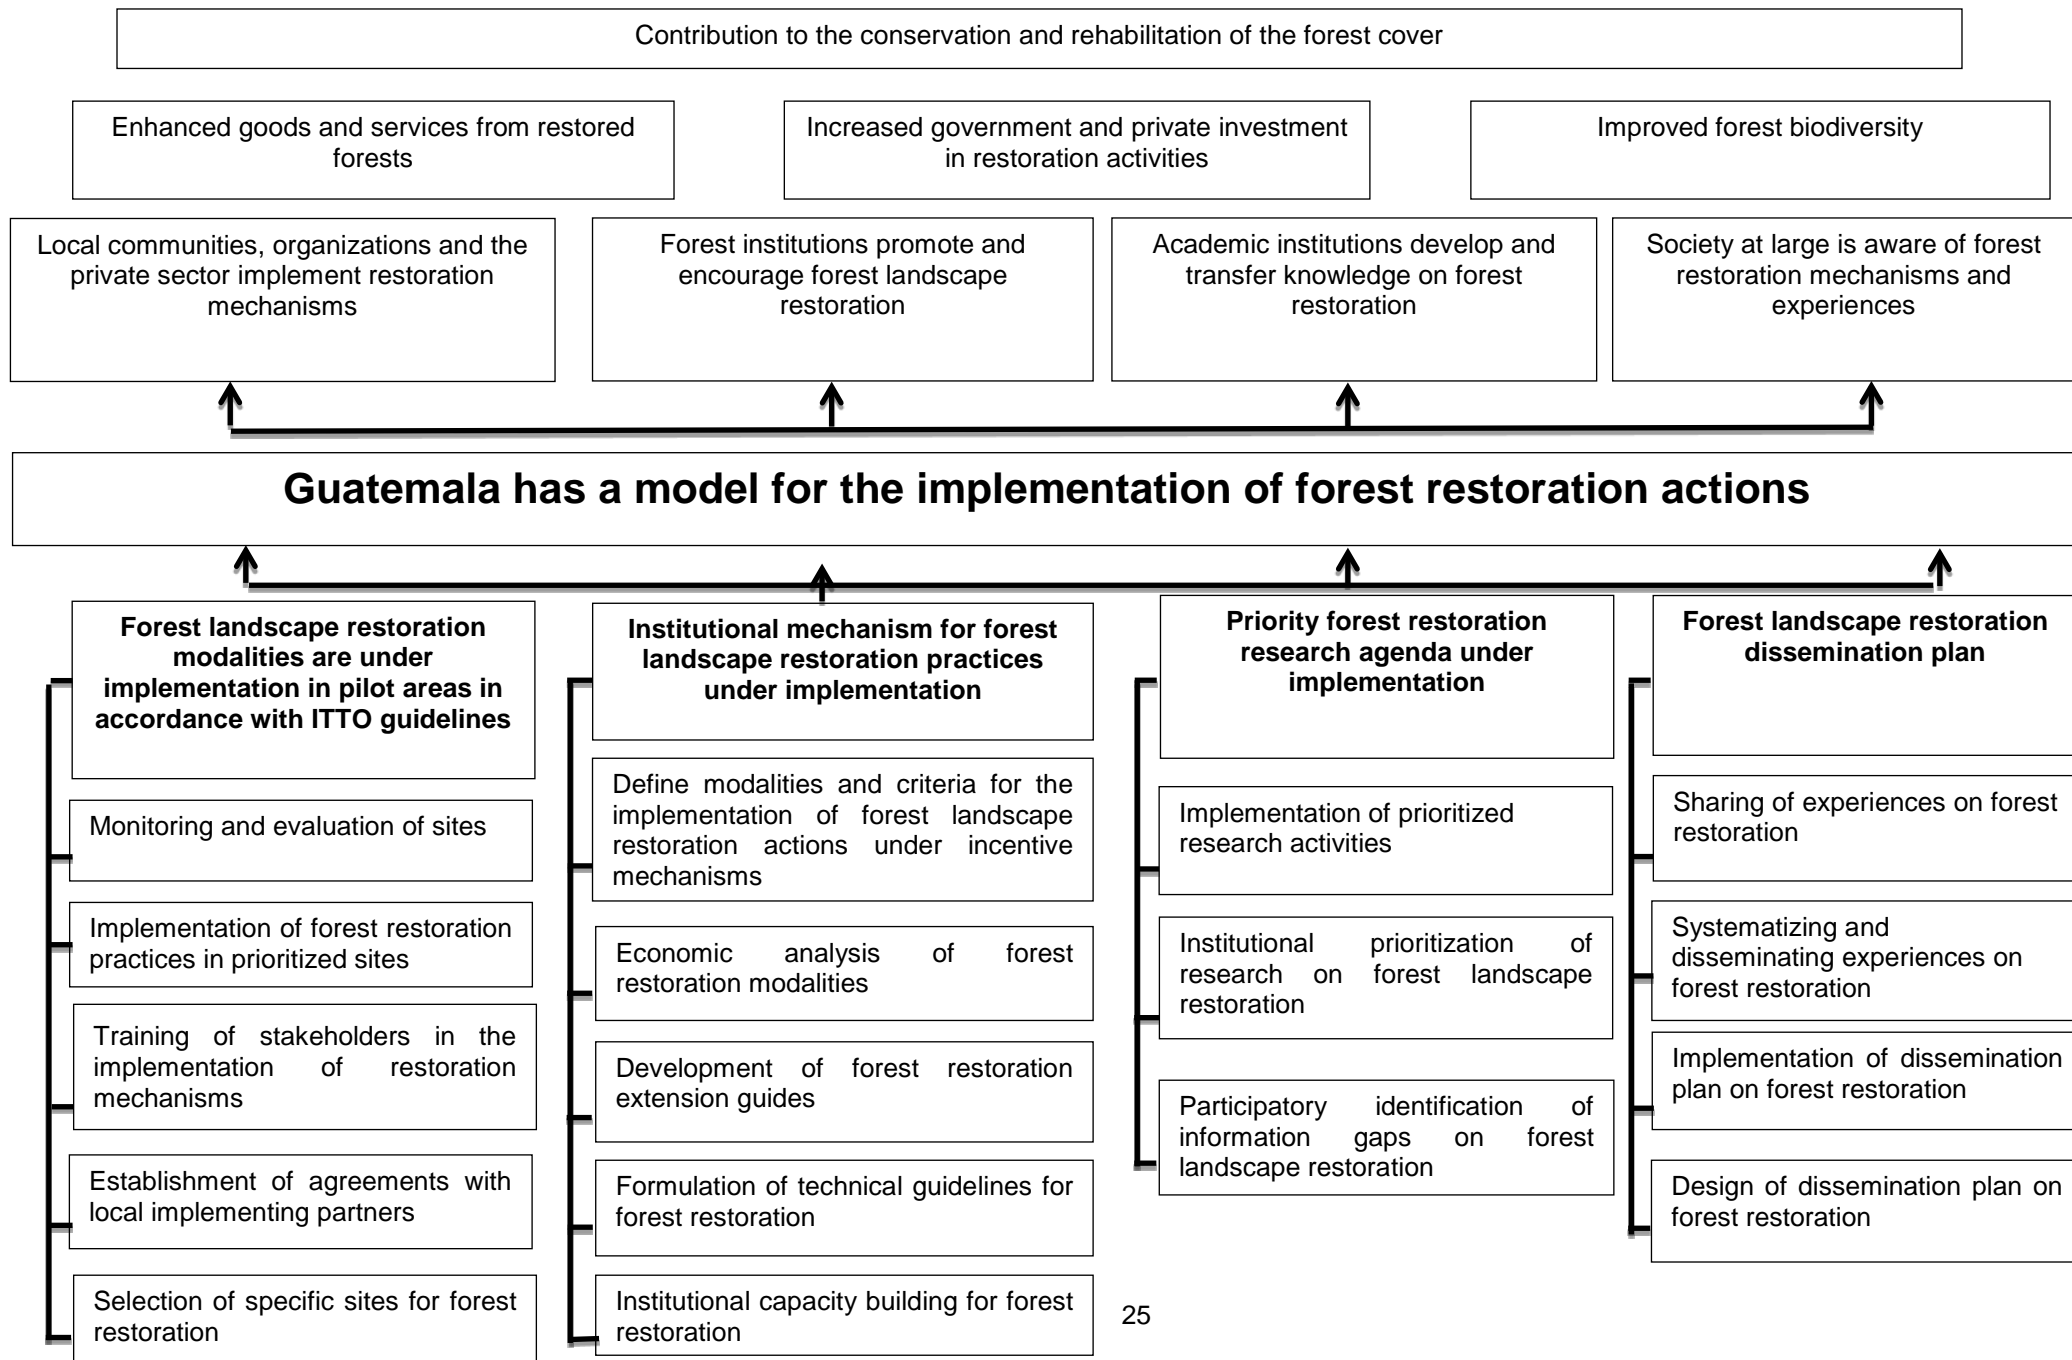 Contribution to the conservation and rehabilitation of the forest cover
Enhanced goods and services from restored
forests
Increased government and private investment
in restoration activities
Improved forest biodiversity
Local communities, organizations and the
private sector implement restoration
mechanisms
Forest institutions promote and
encourage forest landscape
restoration
Academic institutions develop and
transfer knowledge on forest
restoration
Society at large is aware of forest
restoration mechanisms and
experiences
Guatemala has a model for the implementation of forest restoration actions
Forest landscape restoration
modalities are under
implementation in pilot areas in
accordance with ITTO guidelines
Monitoring and evaluation of sites
Implementation of forest restoration
practices in prioritized sites
Training of stakeholders in the
implementation of restoration
mechanisms
Establishment of agreements with
local implementing partners
Selection of specific sites for forest
restoration
Institutional mechanism for forest
landscape restoration practices
under implementation
Define modalities and criteria for the
implementation of forest landscape
restoration actions under incentive
mechanisms
Economic analysis of forest
restoration modalities
Development of forest restoration
extension guides
Formulation of technical guidelines for
forest restoration
Institutional capacity building for forest
restoration
Priority forest restoration
research agenda under
implementation
Implementation of prioritized
research activities
Institutional prioritization of
research on forest landscape
restoration
Participatory identification of
information gaps on forest
landscape restoration
Forest landscape restoration
dissemination plan
Sharing of experiences on forest
restoration
Systematizing and
disseminating experiences on
forest restoration
Implementation of dissemination
plan on forest restoration
Design of dissemination plan on
forest restoration
25